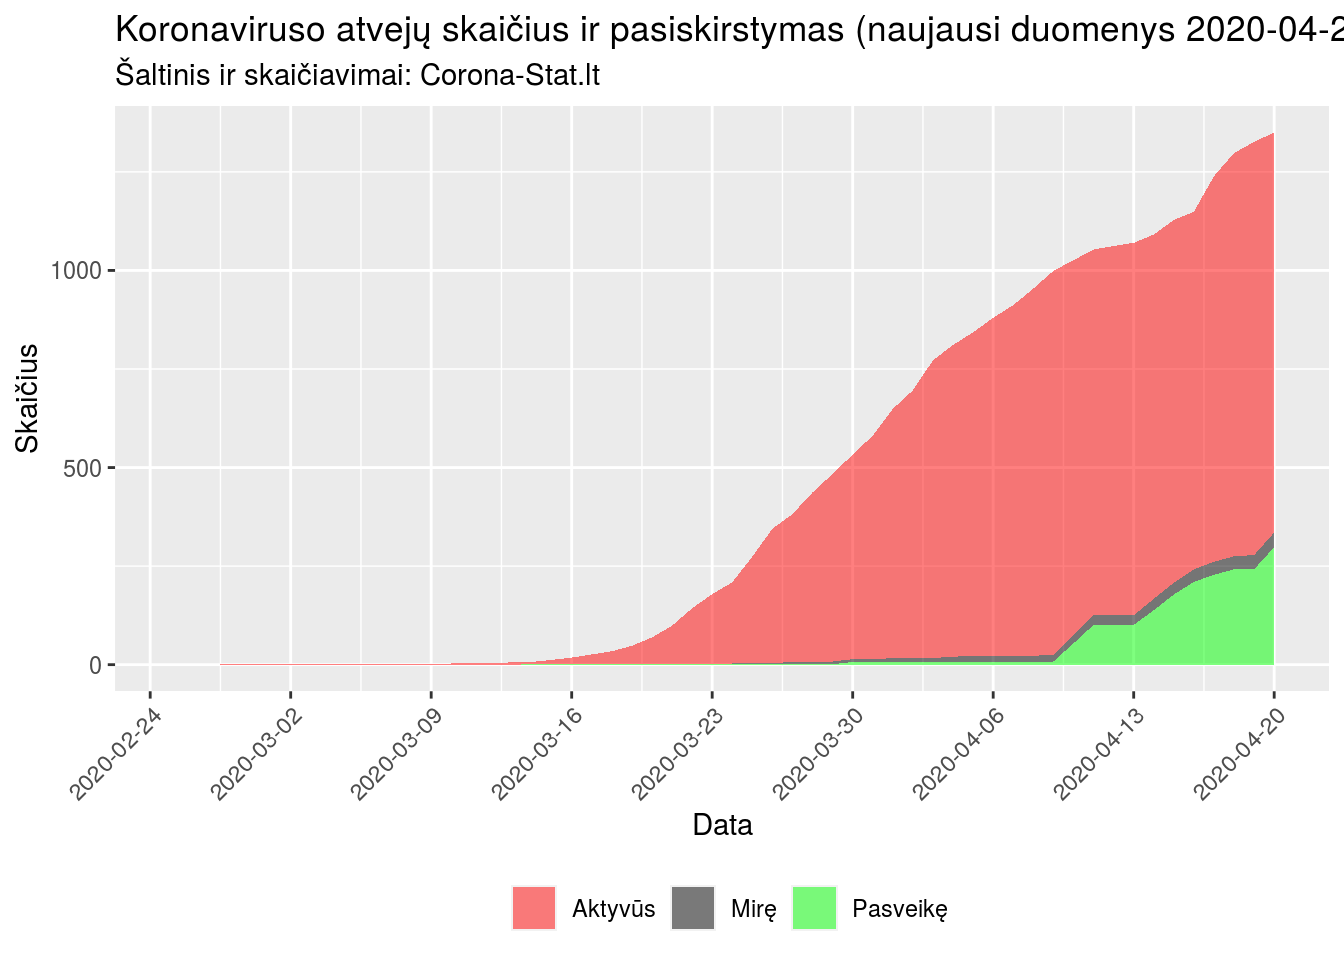 Koronaviruso atvejų skaičius ir pasiskirstymas (naujausi duomenys 2020-04-2
Šaltinis ir skaičiavimai: Corona-Stat.lt
Skaičius
1000
500
0
2020-02-24
2020-03-02
2020-03-09
2020-03-16
2020-03-23
2020-03-30
2020-04-06
2020-04-13
2020-04-20
Data
Aktyvūs
Mirę
Pasveikę